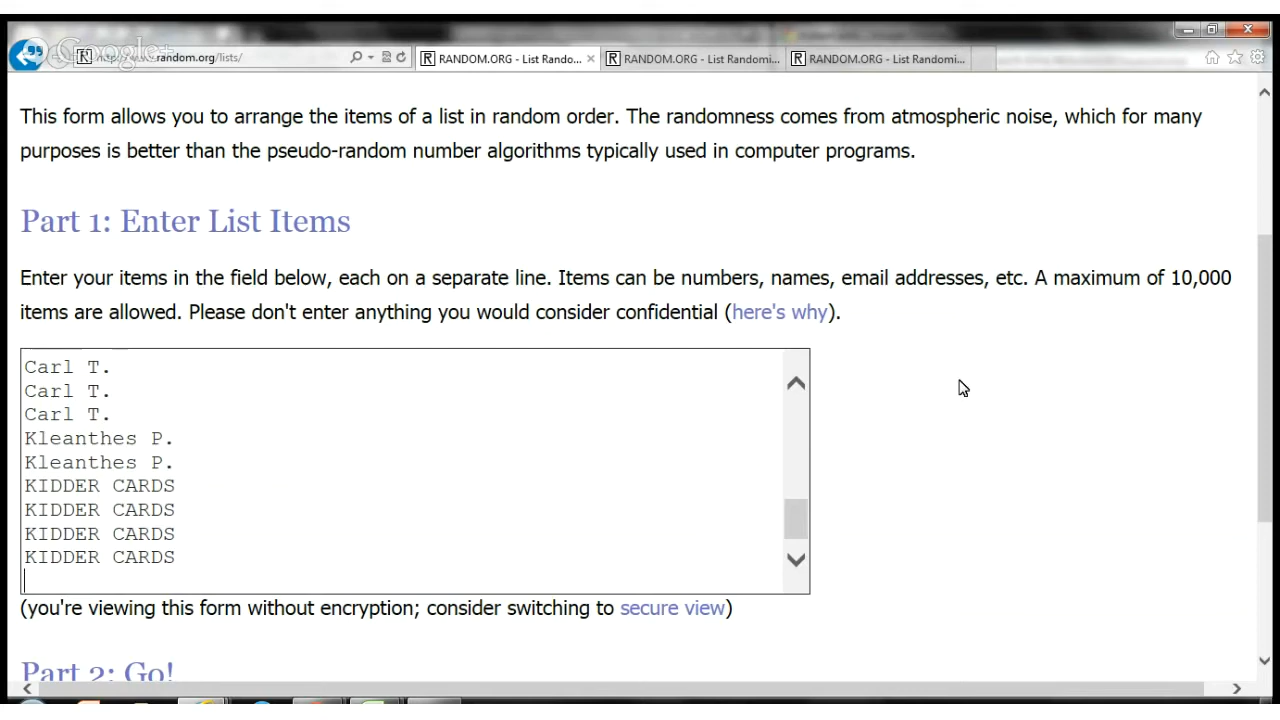 Google+
random.org/lists/
RANDOM.ORG - List Rando...
RANDOM.ORG - List Randomi...
RANDOM.ORG - List Randomi...
This form allows you to arrange the items of a list in random order. The randomness comes from atmospheric noise, which for many
purposes is better than the pseudo-random number algorithms typically used in computer programs.
Part 1: Enter List Items
Enter your items in the field below, each on a separate line. Items can be numbers, names, email addresses, etc. A maximum of 10,000
items are allowed. Please don't enter anything you would consider confidential (here's why).
Carl T.
Carl T.
Carl T.
Kleanthes P.
Kleanthes P.
KIDDER CARDS
KIDDER CARDS
KIDDER CARDS
KIDDER CARDS
(you're viewing this form without encryption; consider switching to secure view)
Part 2: Go!